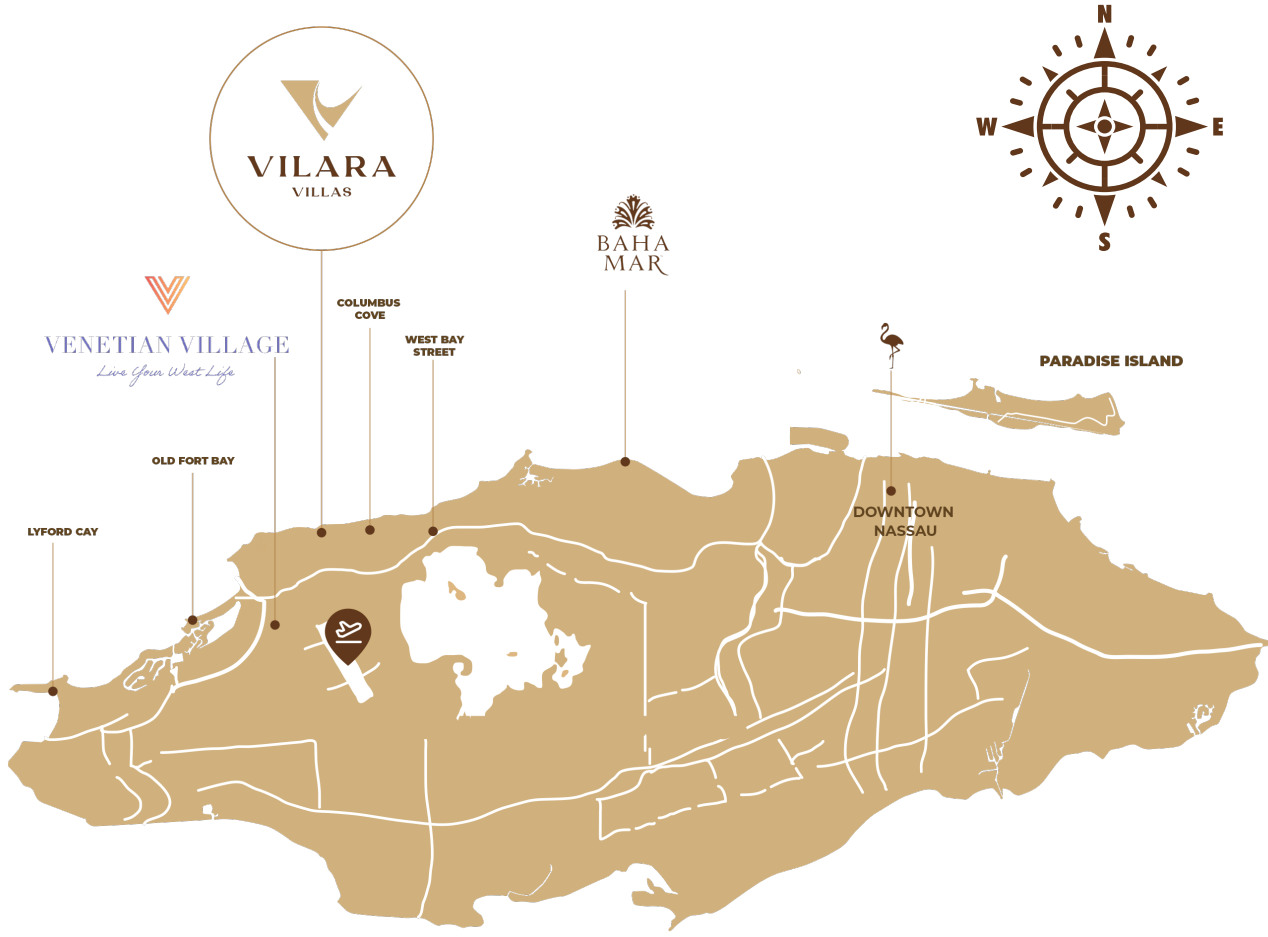 N
W
E
S
VILARA
VILLAS
BAHA
MAR
VENETIAN VILLAGE
Live Your West Life
COLUMBUS
COVE
WEST BAY
STREET
PARADISE ISLAND
OLD FORT BAY
LYFORD CAY
DOWNTOWN
NASSAU